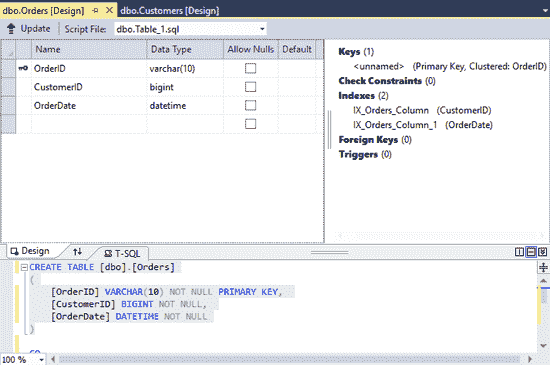 dbo.Orders [Design] dbo.Customers [Design]
Update Script File: dbo.Table_1.sql
Name Data Type Allow Nulls Default
OrderID varchar(10)
CustomerID bigint
OrderDate datetime
Keys (1)
<unnamed> (Primary Key, Clustered: OrderID)
Check Constraints (0)
Indexes (2)
IX_Orders_Column (CustomerID)
IX_Orders_Column_1 (OrderDate)
Foreign Keys (0)
Triggers (0)
Design T-SQL
CREATE TABLE [dbo].[Orders]
(
[OrderID] VARCHAR(10) NOT NULL PRIMARY KEY,
[CustomerID] BIGINT NOT NULL,
[OrderDate] DATETIME NOT NULL
)
GO
100 %